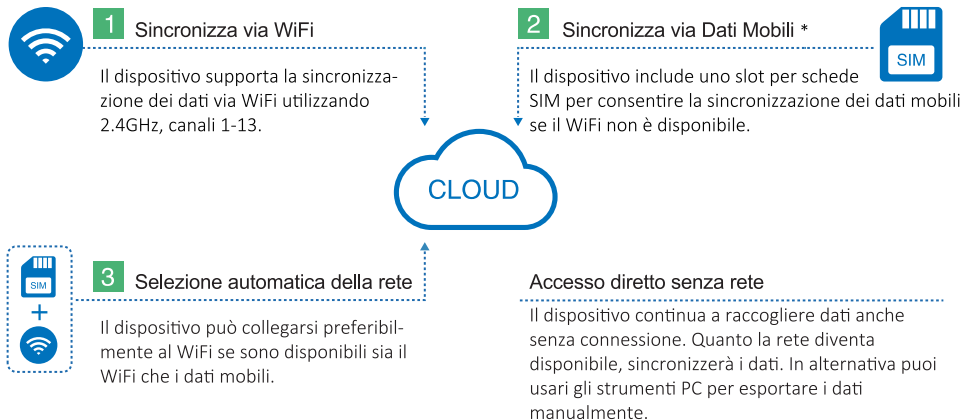 1 Sincronizza via WiFi
Il dispositivo supporta la sincronizza-
zione dei dati via WiFi utilizzando
2.4GHz, canali 1-13.
2 Sincronizza via Dati Mobili *
SIM
Il dispositivo include uno slot per schede
SIM per consentire la sincronizzazione dei dati mobili
se il WiFi non è disponibile.
CLOUD
SIM
+
3 Selezione automatica della rete
Il dispositivo può collegarsi preferibil-
mente al WiFi se sono disponibili sia il
WiFi che i dati mobili.
Accesso diretto senza rete
Il dispositivo continua a raccogliere dati anche
senza connessione. Quanto la rete diventa
disponibile, sincronizzerà i dati. In alternativa puoi
usari gli strumenti PC per esportare i dati
manualmente.